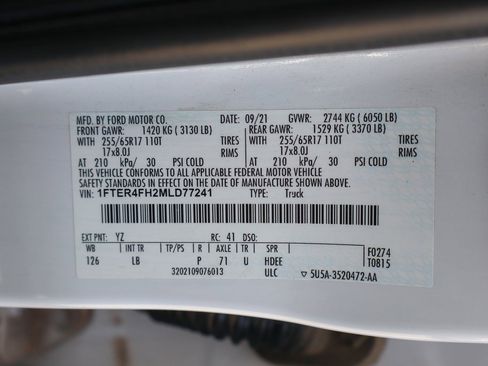 MFD. BY FORD MOTOR CO. DATE: 09/21 GVWR: 2744 KG ( 6050 LB)
FRONT GAWR: 1420 KG ( 3130 LB) REAR GAWR: 1529 KG ( 3370 LB)
WITH 255/65R17 110T TIRES WITH 255/65R17 110T TIRES
17x8.0J RIMS 17x8.0J RIMS
AT 210 kPa/ 30 PSI COLD AT 210 kPa/ 30 PSI COLD
THIS VEHICLE CONFORMS TO ALL APPLICABLE FEDERAL MOTOR VEHICLE
SAFETY STANDARDS IN EFFECT ON THE DATE OF MANUFACTURE SHOWN ABOVE.
VIN: 1FTER4FH2MLD77241 TYPE: Truck
EXT PNT: YZ RC: 41 DSO:
WB INT TR TP/PS R AXLE TR SPR F0274
126 LB P 71 U HDEE T0815
3202109076013 ULC ▽ 5U5A-3520472-AA